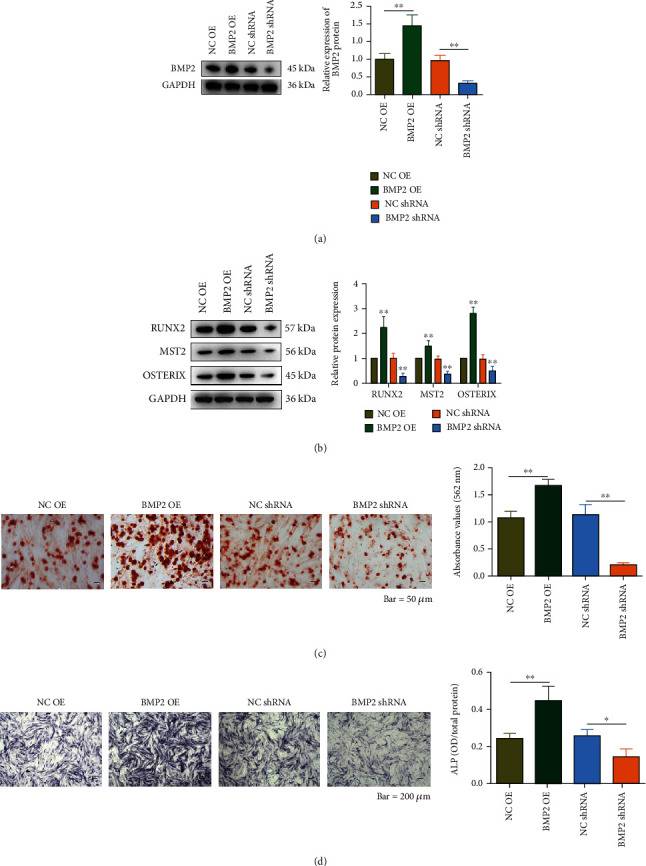 NC OE
BMP2 OE
NC shRNA
BMP2 shRNA
BMP2
45 kDa
GAPDH
36 kDa
Relative expression of
BMP2 protein
2.5
2.0
1.5
1.0
0.5
0.0
**
**
NC OE
BMP2 OE
NC shRNA
BMP2 shRNA
NC OE
BMP2 OE
NC shRNA
BMP2 shRNA
(a)
NC OE
BMP2 OE
NC shRNA
BMP2 shRNA
RUNX2
57 kDa
MST2
56 kDa
OSTERIX
45 kDa
GAPDH
36 kDa
Relative protein expression
4
3
2
1
0
**
**
**
**
**
**
RUNX2
MST2
OSTERIX
NC OE
BMP2 OE
NC shRNA
BMP2 shRNA
(b)
NC OE
BMP2 OE
NC shRNA
BMP2 shRNA
Bar = 50 μm
Absorbance values (562 nm)
2.0
1.5
1.0
0.5
0.0
**
**
NC OE
BMP2 OE
NC shRNA
BMP2 shRNA
(c)
NC OE
BMP2 OE
NC shRNA
BMP2 shRNA
Bar = 200 μm
ALP (OD/total protein)
0.6
0.4
0.2
0.0
**
*
NC OE
BMP2 OE
NC shRNA
BMP2 shRNA
(d)